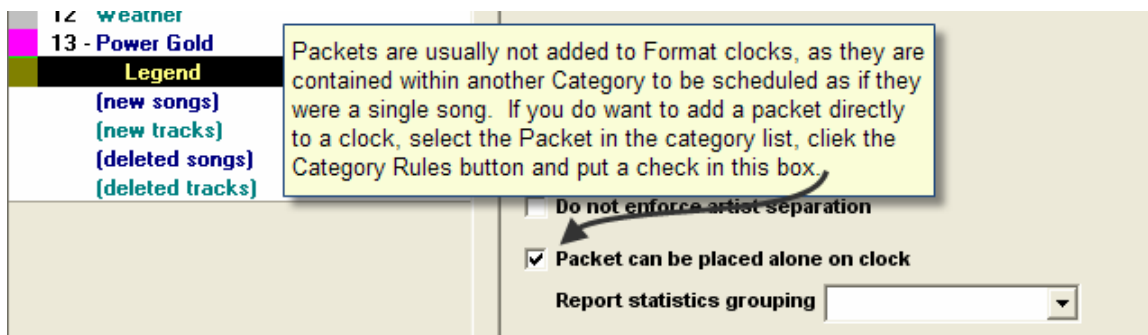 12 Weather
13 - Power Gold
Legend
(new songs)
(new tracks)
(deleted songs)
(deleted tracks)
Packets are usually not added to Format clocks, as they are
contained within another Category to be scheduled as if they
were a single song. If you do want to add a packet directly
to a clock, select the Packet in the category list, cliek the
Category Rules button and put a check in this box.
Do not enforce artist separation
Packet can be placed alone on clock
Report statistics grouping